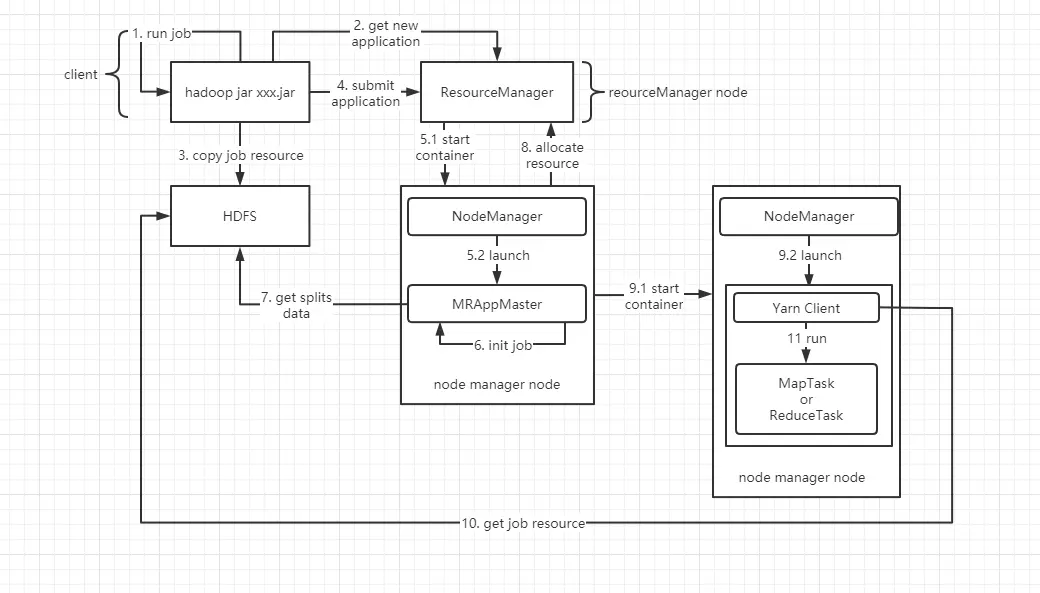 1. run job
2. get new
application
client
hadoop jar xxx.jar
4. submit
application
ResourceManager
reourceManager node
3. copy job resource
5.1 start
container
8. allocate
resource
HDFS
NodeManager
NodeManager
5.2 launch
9.2 launch
7. get splits
data
MRAppMaster
9.1 start
container
Yarn Client
6. init job
11 run
node manager node
MapTask
or
ReduceTask
node manager node
10. get job resource